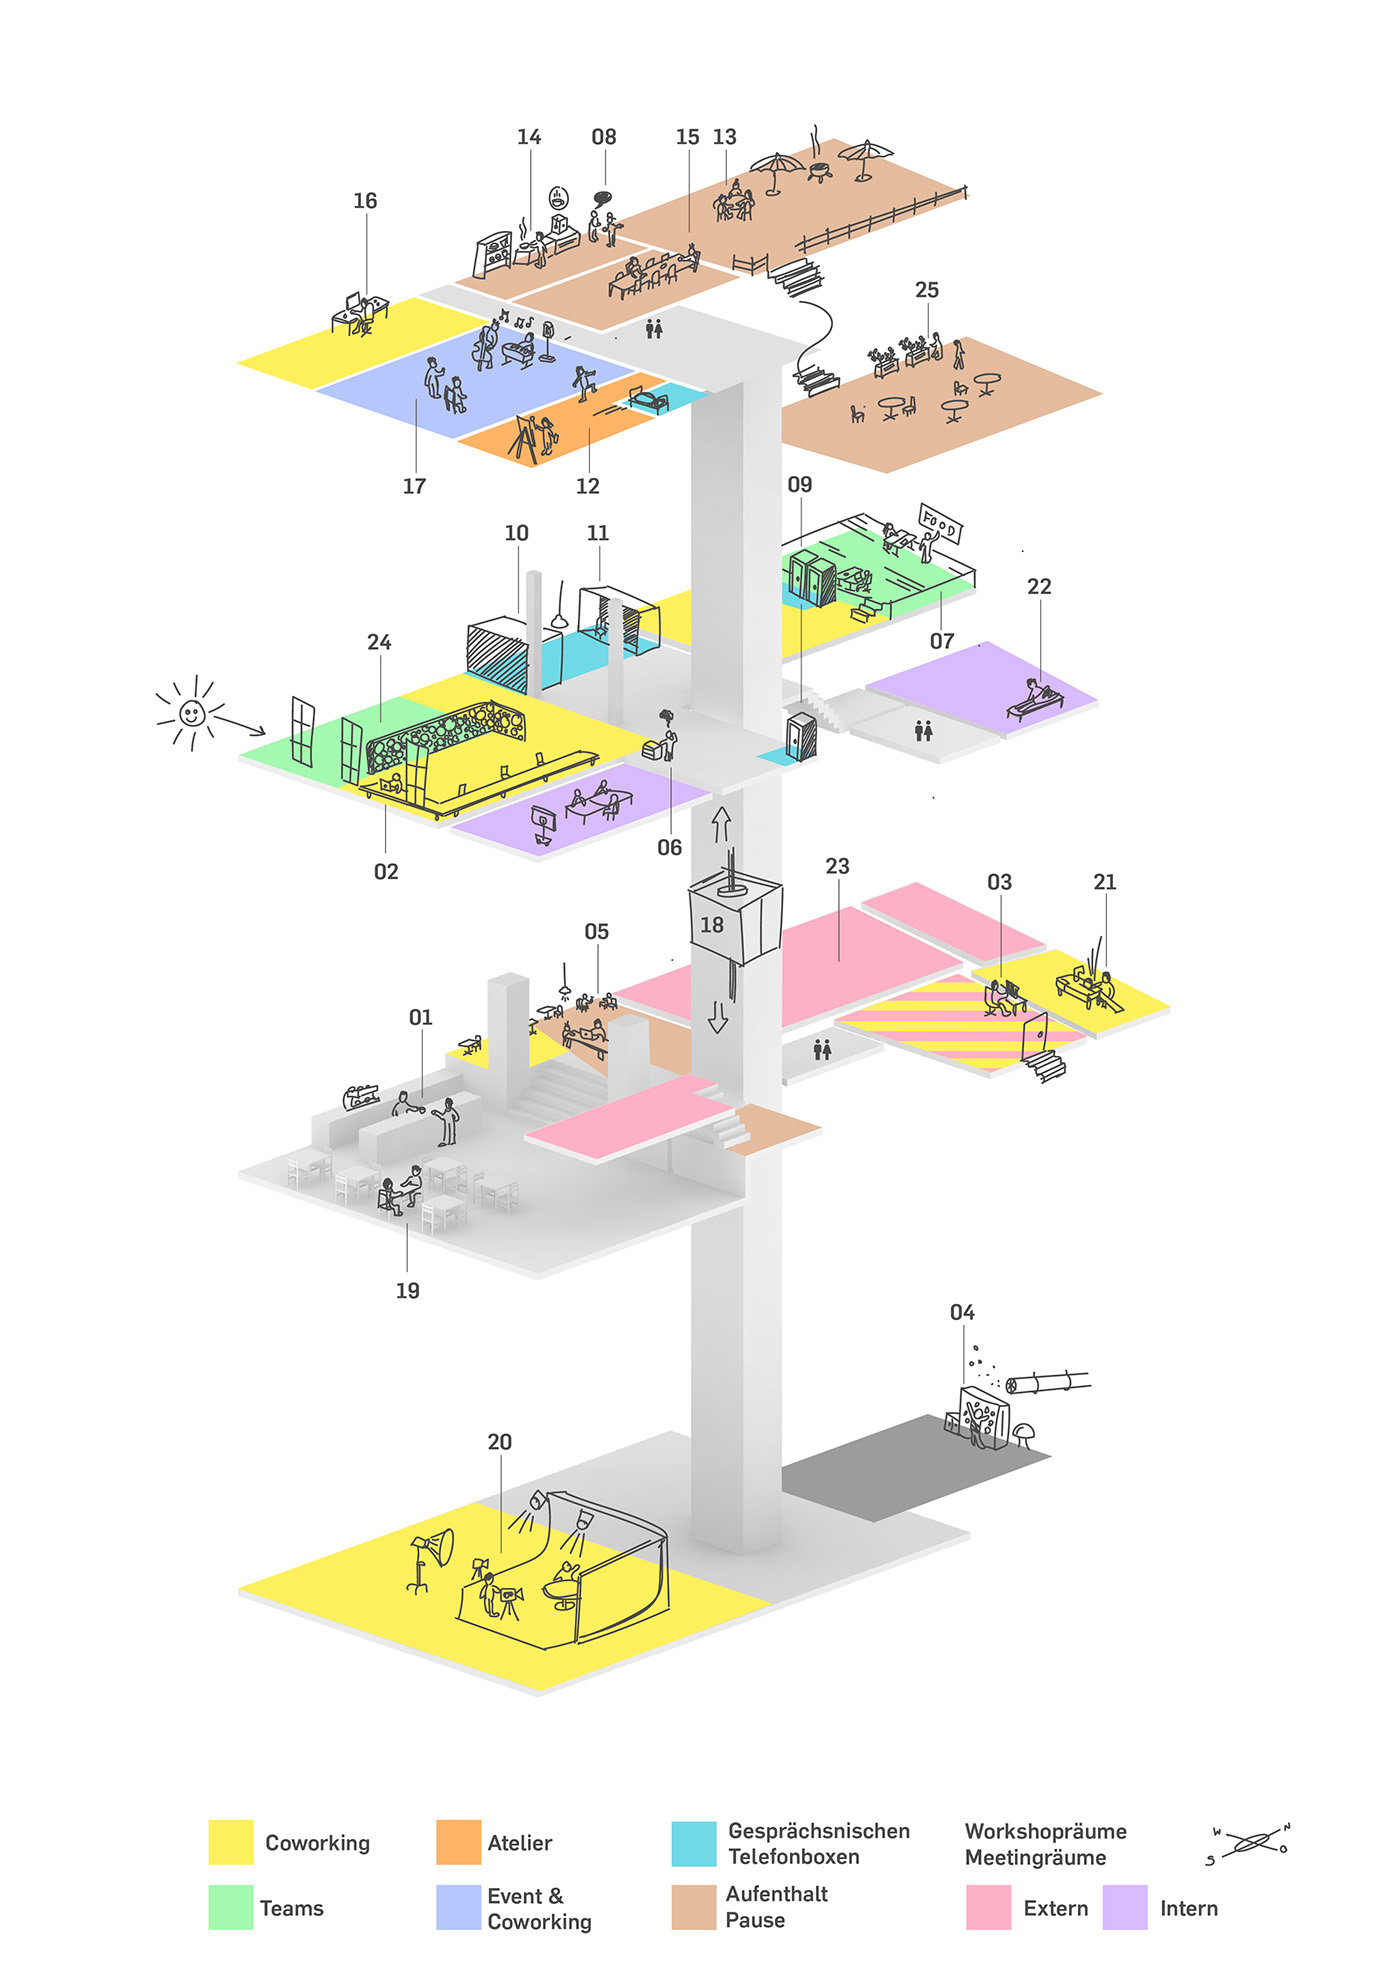 14
08
15
13
16
25
17
12
09
10
11
FOOD
22
07
24
06
02
23
03
21
18
05
01
19
04
20
Coworking
Atelier
Gesprächsnischen
Telefonboxen
Workshopräume
Meetingräume
W
N
S
O
Teams
Event &
Coworking
Aufenthalt
Pause
Extern
Intern